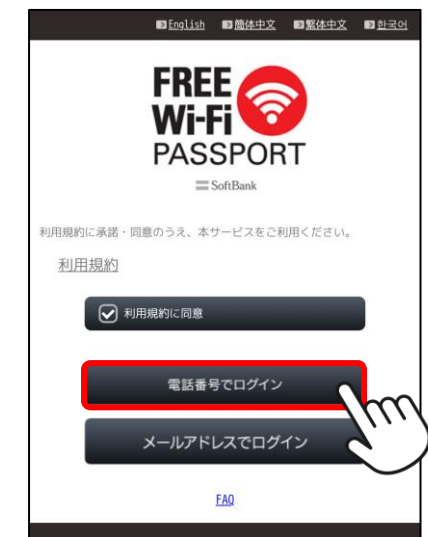 English 簡体中文 繁体中文 한국어
FREE
Wi-Fi
PASSPORT
SoftBank
利用規約に承諾・同意のうえ、本サービスをご利用ください。
利用規約
利用規約に同意
電話番号でログイン
メールアドレスでログイン
FAQ